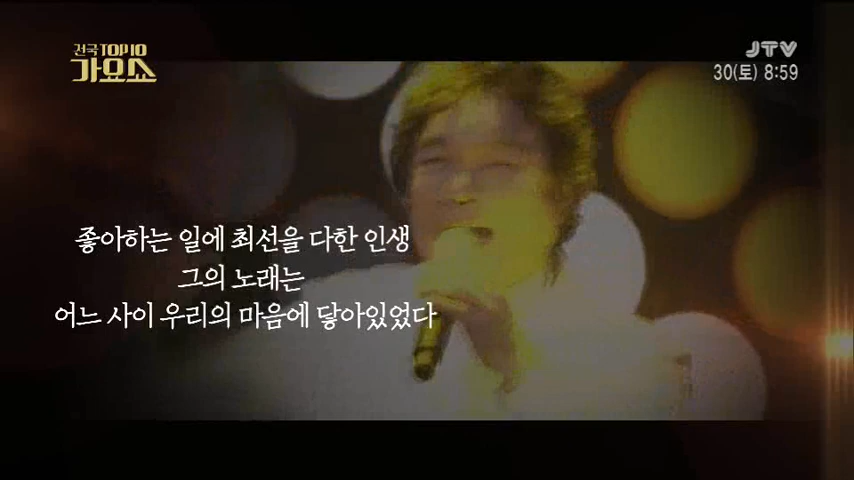 전국TOP10
가요쇼
JTV
30(토) 8:59
좋아하는 일에 최선을 다한 인생
그의 노래는
어느 사이 우리의 마음에 닿아있었다